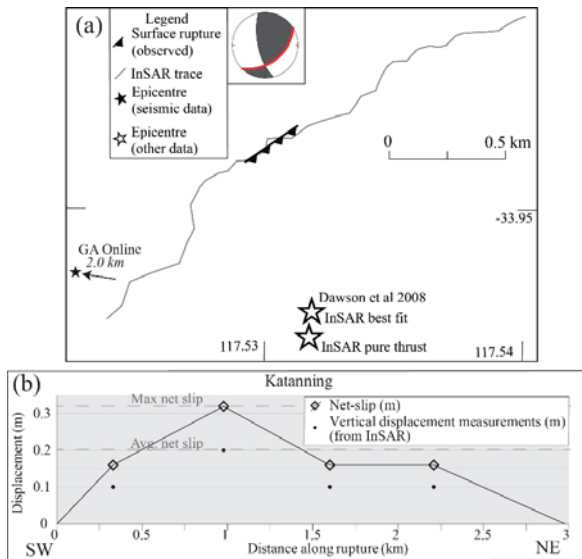 (a)
Legend
Surface rupture
(observed)
InSAR trace
Epicentre
(seismic data)
Epicentre
(other data)
0 0.5 km
-33.95
GA Online
2.0 km
Dawson et al 2008
InSAR best fit
InSAR pure thrust
117.53 117.54
(b) Katanning
Max net slip
Net-slip (m)
Vertical displacement measurements (m)
(from InSAR)
Avg. net slip
Displacement (m)
0.3
0.2
0.1
0
0 0.5 1 1.5 2 2.5 3
SW Distance along rupture (km) NE